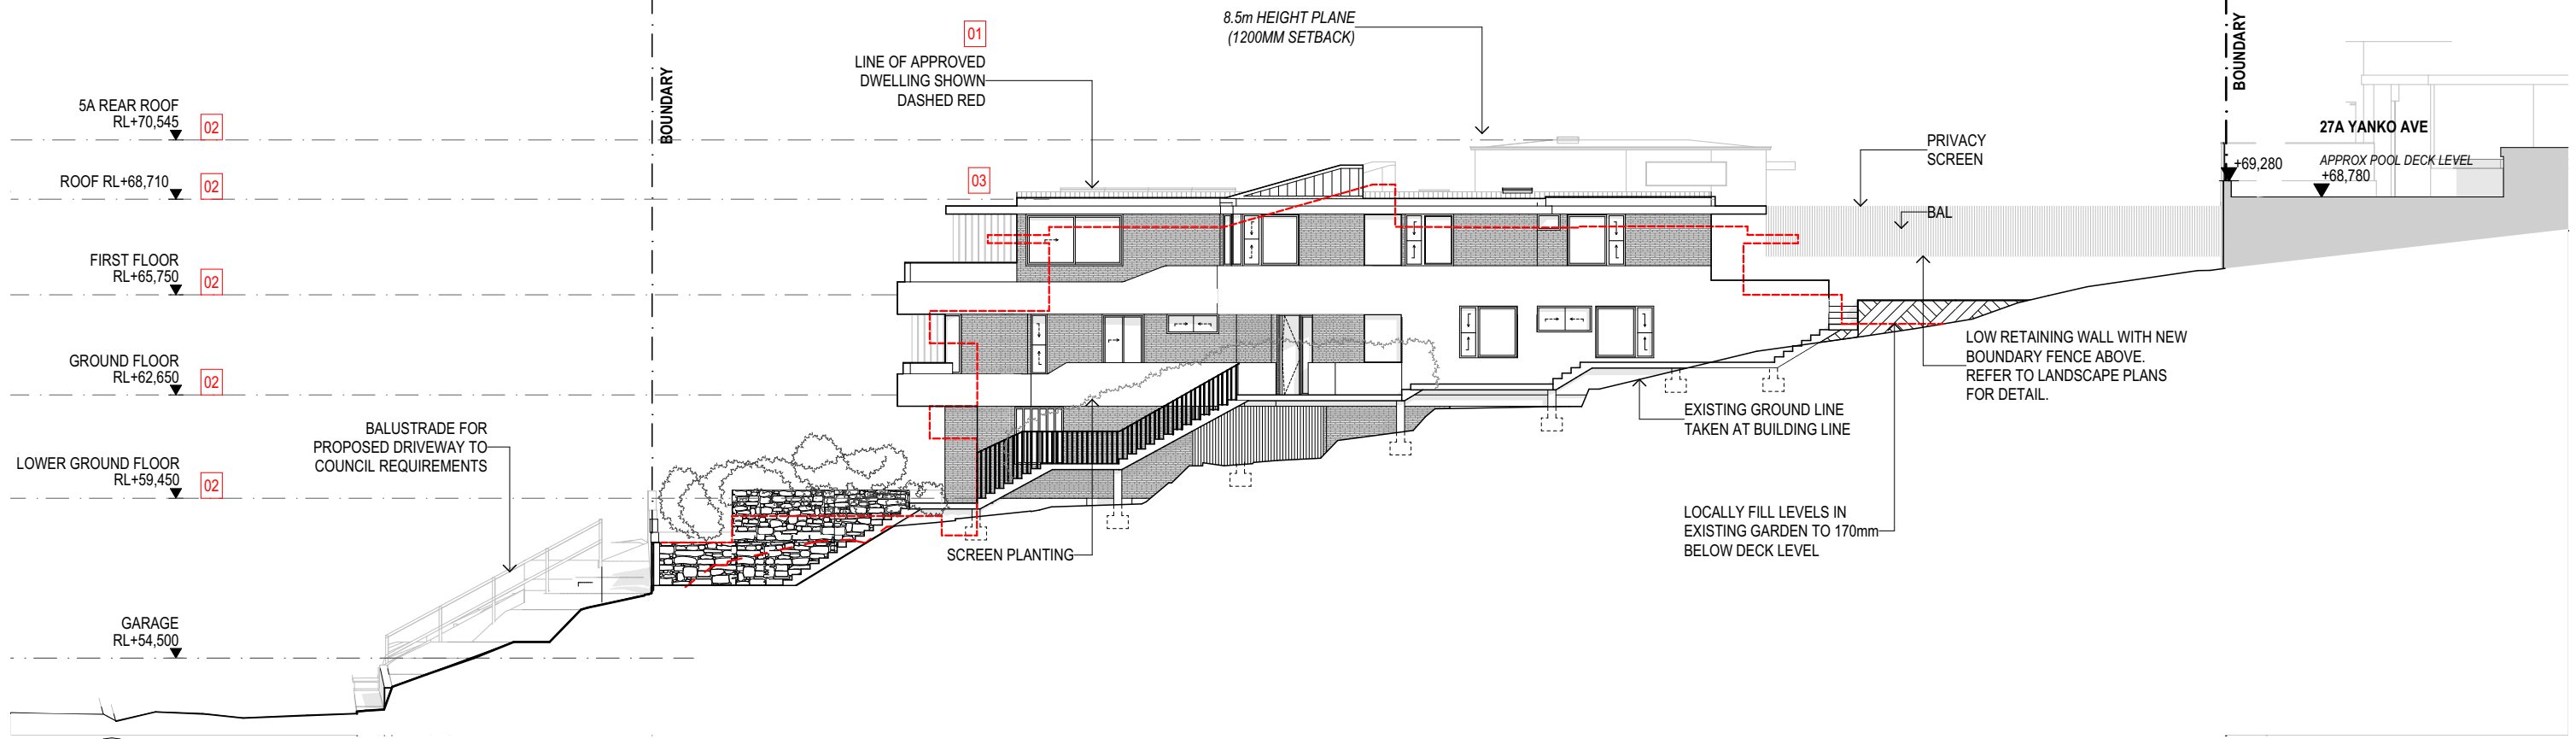 01
LINE OF APPROVED
DWELLING SHOWN
DASHED RED
8.5m HEIGHT PLANE
(1200MM SETBACK)
BOUNDARY
BOUNDARY
5A REAR ROOF
RL+70,545
02
ROOF RL+68,710
02
03
FIRST FLOOR
RL+65,750
02
GROUND FLOOR
RL+62,650
02
LOWER GROUND FLOOR
RL+59,450
02
GARAGE
RL+54,500
BALUSTRADE FOR
PROPOSED DRIVEWAY TO
COUNCIL REQUIREMENTS
SCREEN PLANTING
PRIVACY
SCREEN
BAL
27A YANKO AVE
+69,280
APPROX POOL DECK LEVEL
+68,780
LOW RETAINING WALL WITH NEW
BOUNDARY FENCE ABOVE.
REFER TO LANDSCAPE PLANS
FOR DETAIL.
EXISTING GROUND LINE
TAKEN AT BUILDING LINE
LOCALLY FILL LEVELS IN
EXISTING GARDEN TO 170mm
BELOW DECK LEVEL